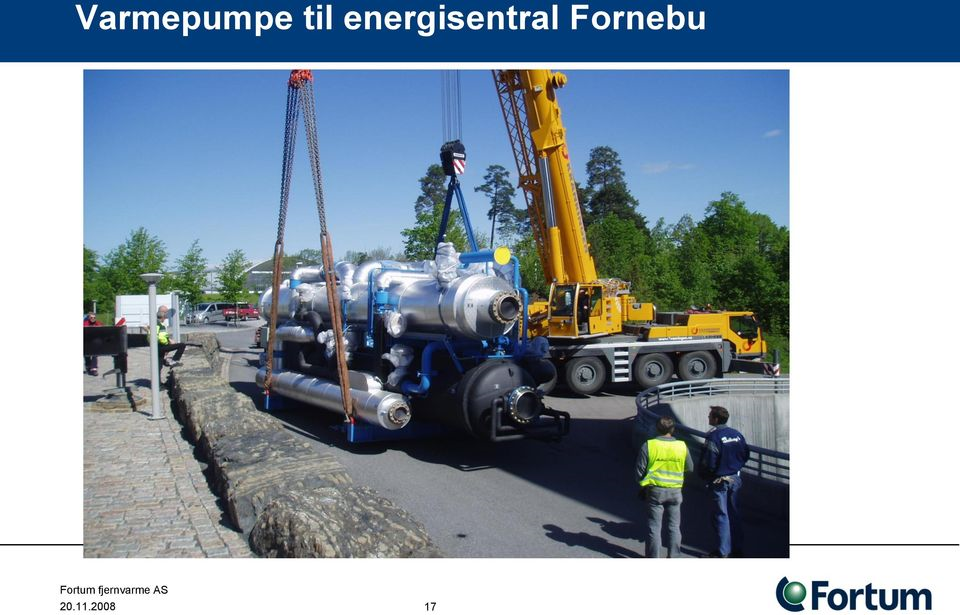 Varmepumpe til energisentral Fornebu
Fortum fjernvarme AS
20.11.2008
17
Fortum